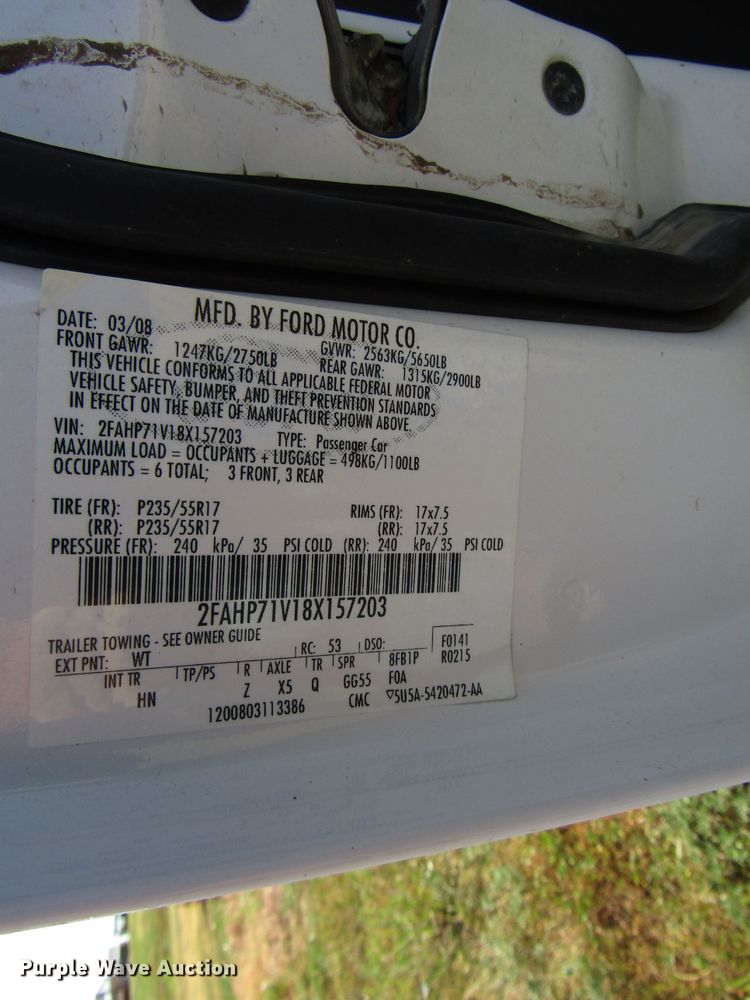 MFD. BY FORD MOTOR CO.
DATE: 03/08
GVWR: 2563KG/5650LB
FRONT GAWR: 1247KG/2750LB REAR GAWR: 1315KG/2900LB
THIS VEHICLE CONFORMS TO ALL APPLICABLE FEDERAL MOTOR
VEHICLE SAFETY, BUMPER, AND THEFT PREVENTION STANDARDS
IN EFFECT ON THE DATE OF MANUFACTURE SHOWN ABOVE.
VIN: 2FAHP71V18X157203 TYPE: Passenger Car
MAXIMUM LOAD = OCCUPANTS + LUGGAGE = 498KG/1100LB
OCCUPANTS = 6 TOTAL; 3 FRONT, 3 REAR
TIRE (FR): P235/55R17 RIMS (FR): 17x7.5
(RR): P235/55R17 (RR): 17x7.5
PRESSURE (FR): 240 kPa/ 35 PSI COLD (RR): 240 kPa/ 35 PSI COLD
2FAHP71V18X157203
TRAILER TOWING - SEE OWNER GUIDE
EXT PNT: WT RC: 53 DSO: F0141
R0215
INT TR TP/PS R AXLE TR SPR 8FB1P
HN Z X5 Q GG55 F0A
1200803113386 CMC ▽5U5A-5420472-AA
Purple Wave Auction